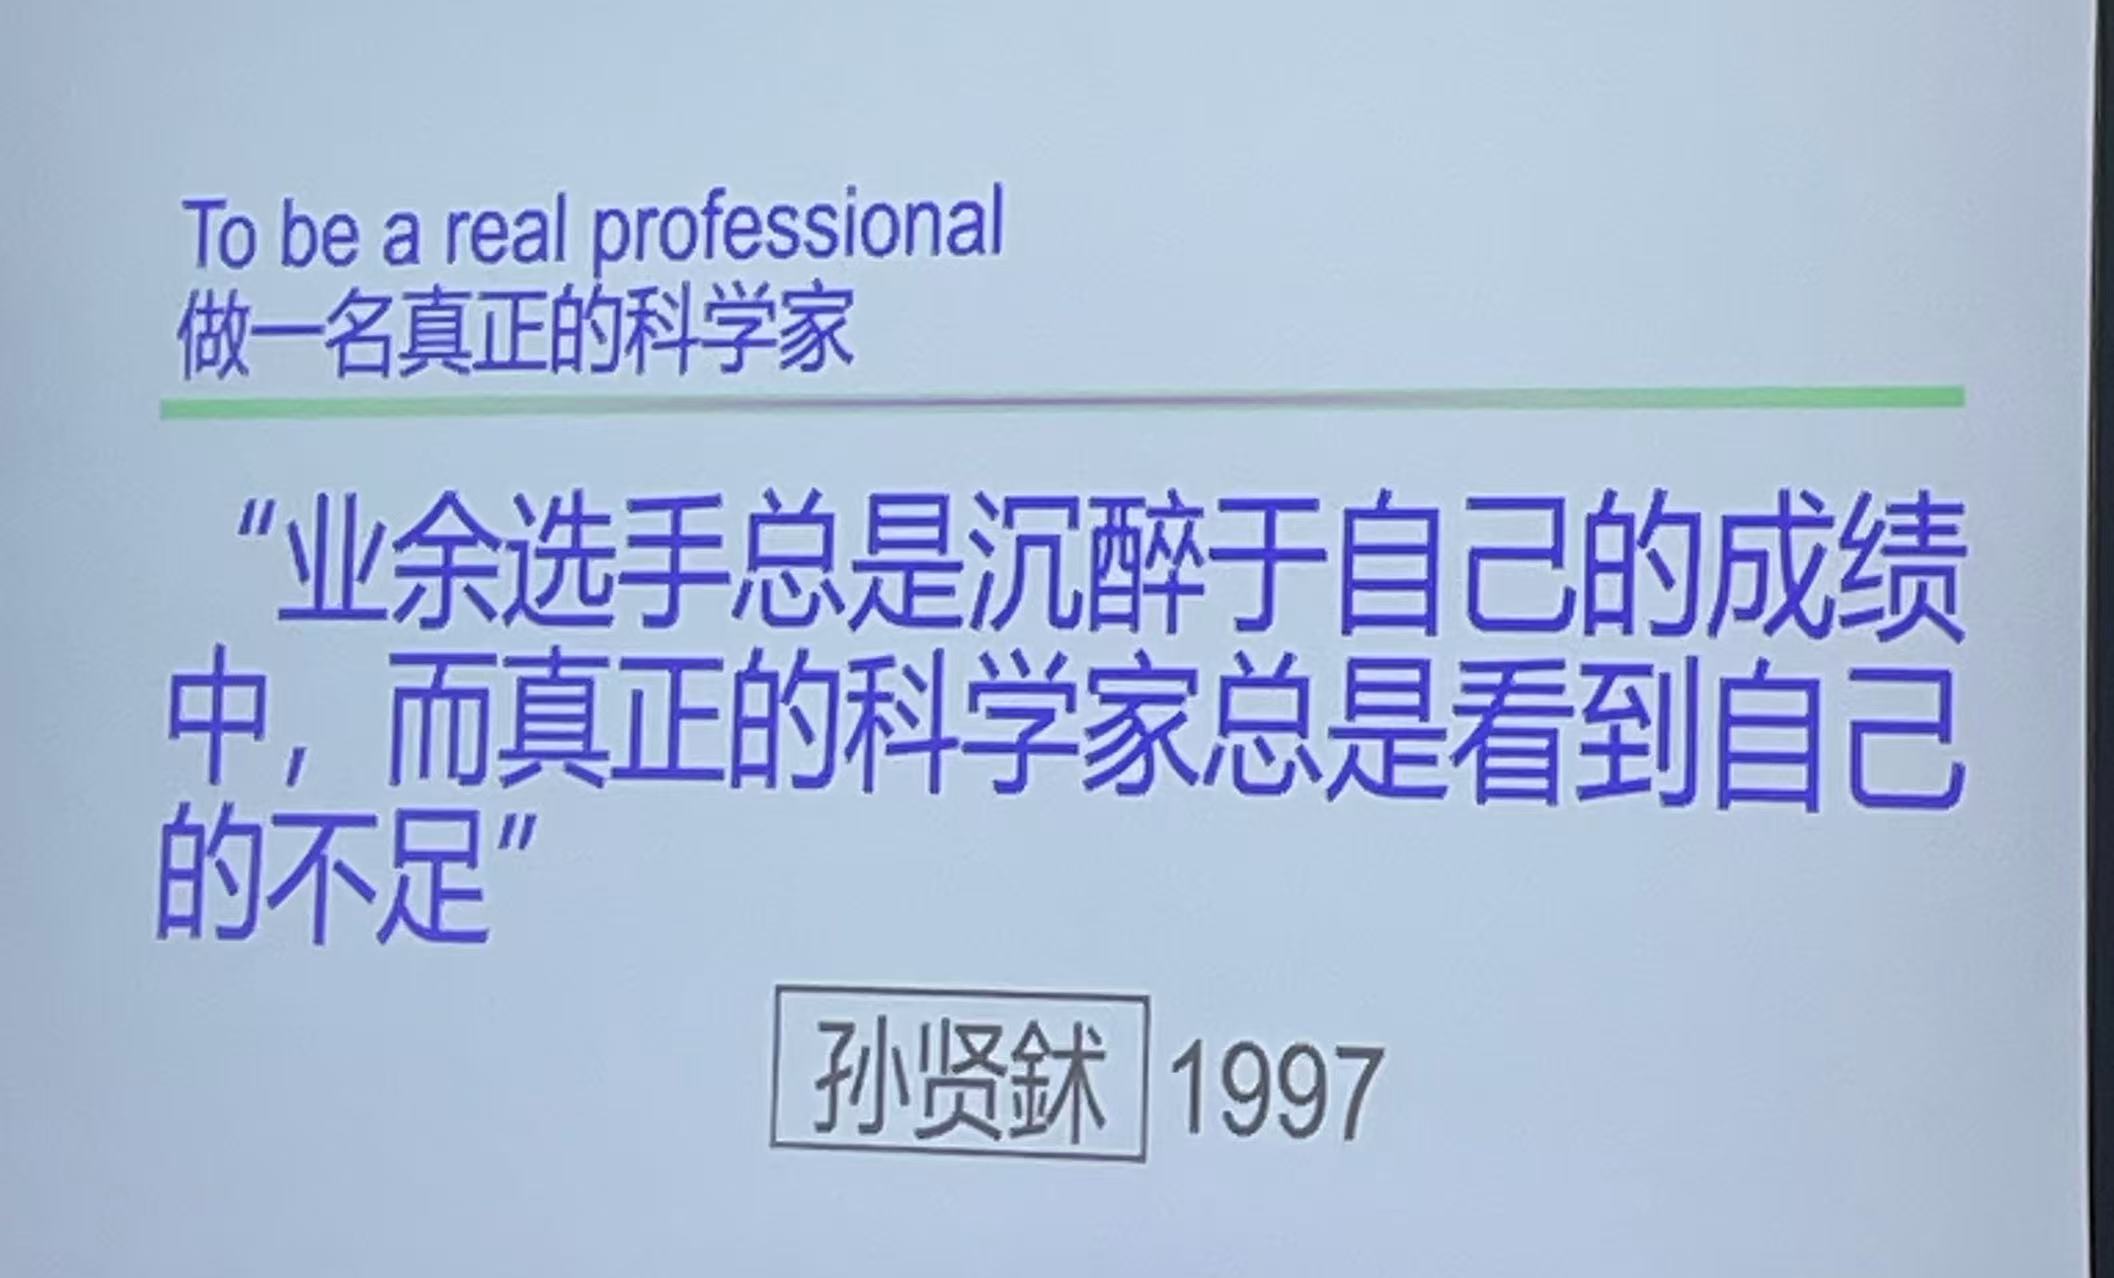 To be a real professional
做一名真正的科学家
“业余选手总是沉醉于自己的成绩
中，而真正的科学家总是看到自己
的不足”
孙贤鉥 1997